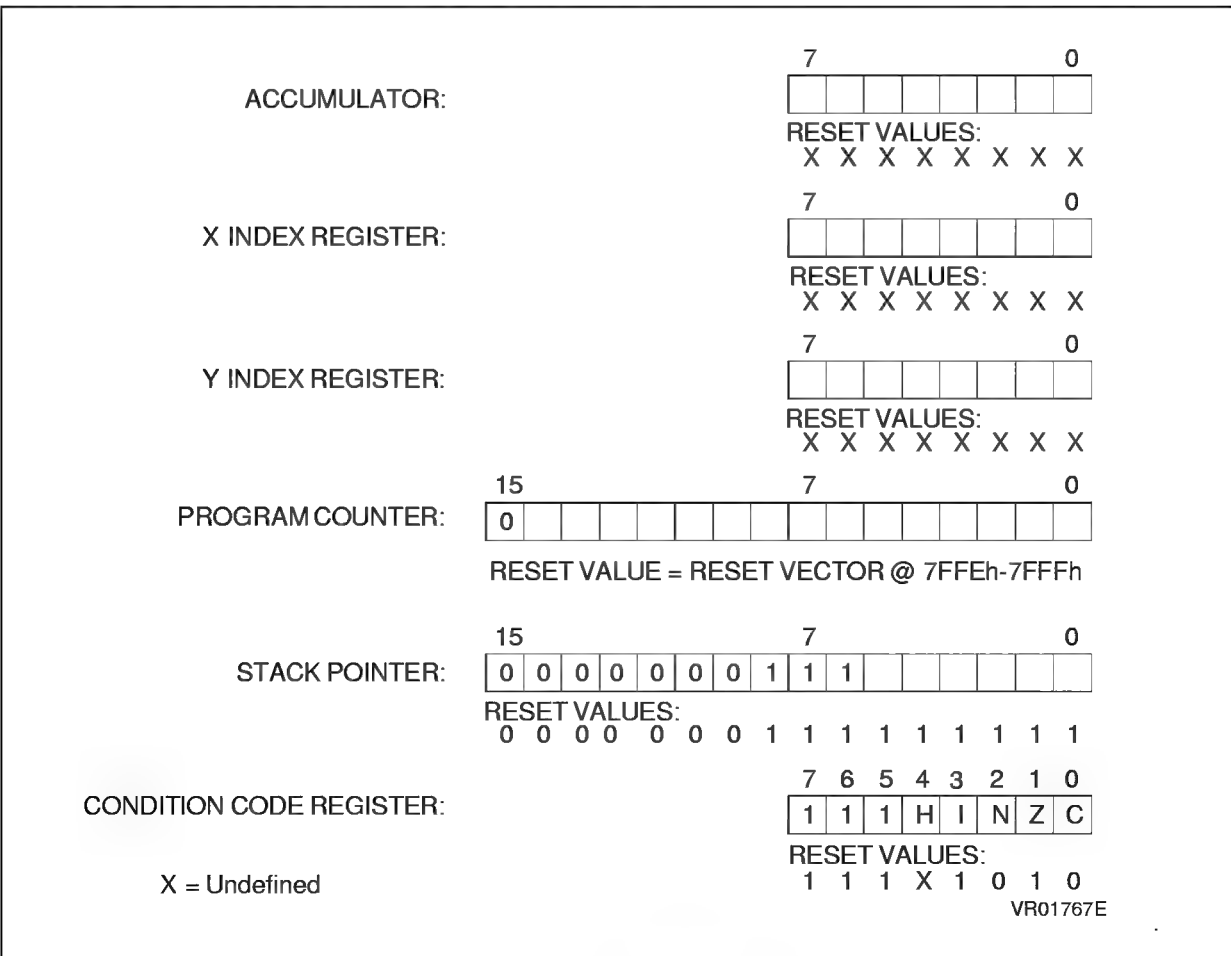 7 0
ACCUMULATOR:
RESET VALUES:
X X X X X X X X
7 0
X INDEX REGISTER:
RESET VALUES:
X X X X X X X X
7 0
Y INDEX REGISTER:
RESET VALUES:
X X X X X X X X
15 7 0
PROGRAM COUNTER: 0
RESET VALUE = RESET VECTOR @ 7FFEh-7FFFh
15 7 0
STACK POINTER: 0 0 0 0 0 0 0 1 1 1
RESET VALUES:
0 0 0 0 0 0 0 1 1 1 1 1 1 1 1 1
7 6 5 4 3 2 1 0
CONDITION CODE REGISTER: 1 1 1 H I N Z C
RESET VALUES:
X = Undefined 1 1 1 X 1 0 1 0
VR01767E